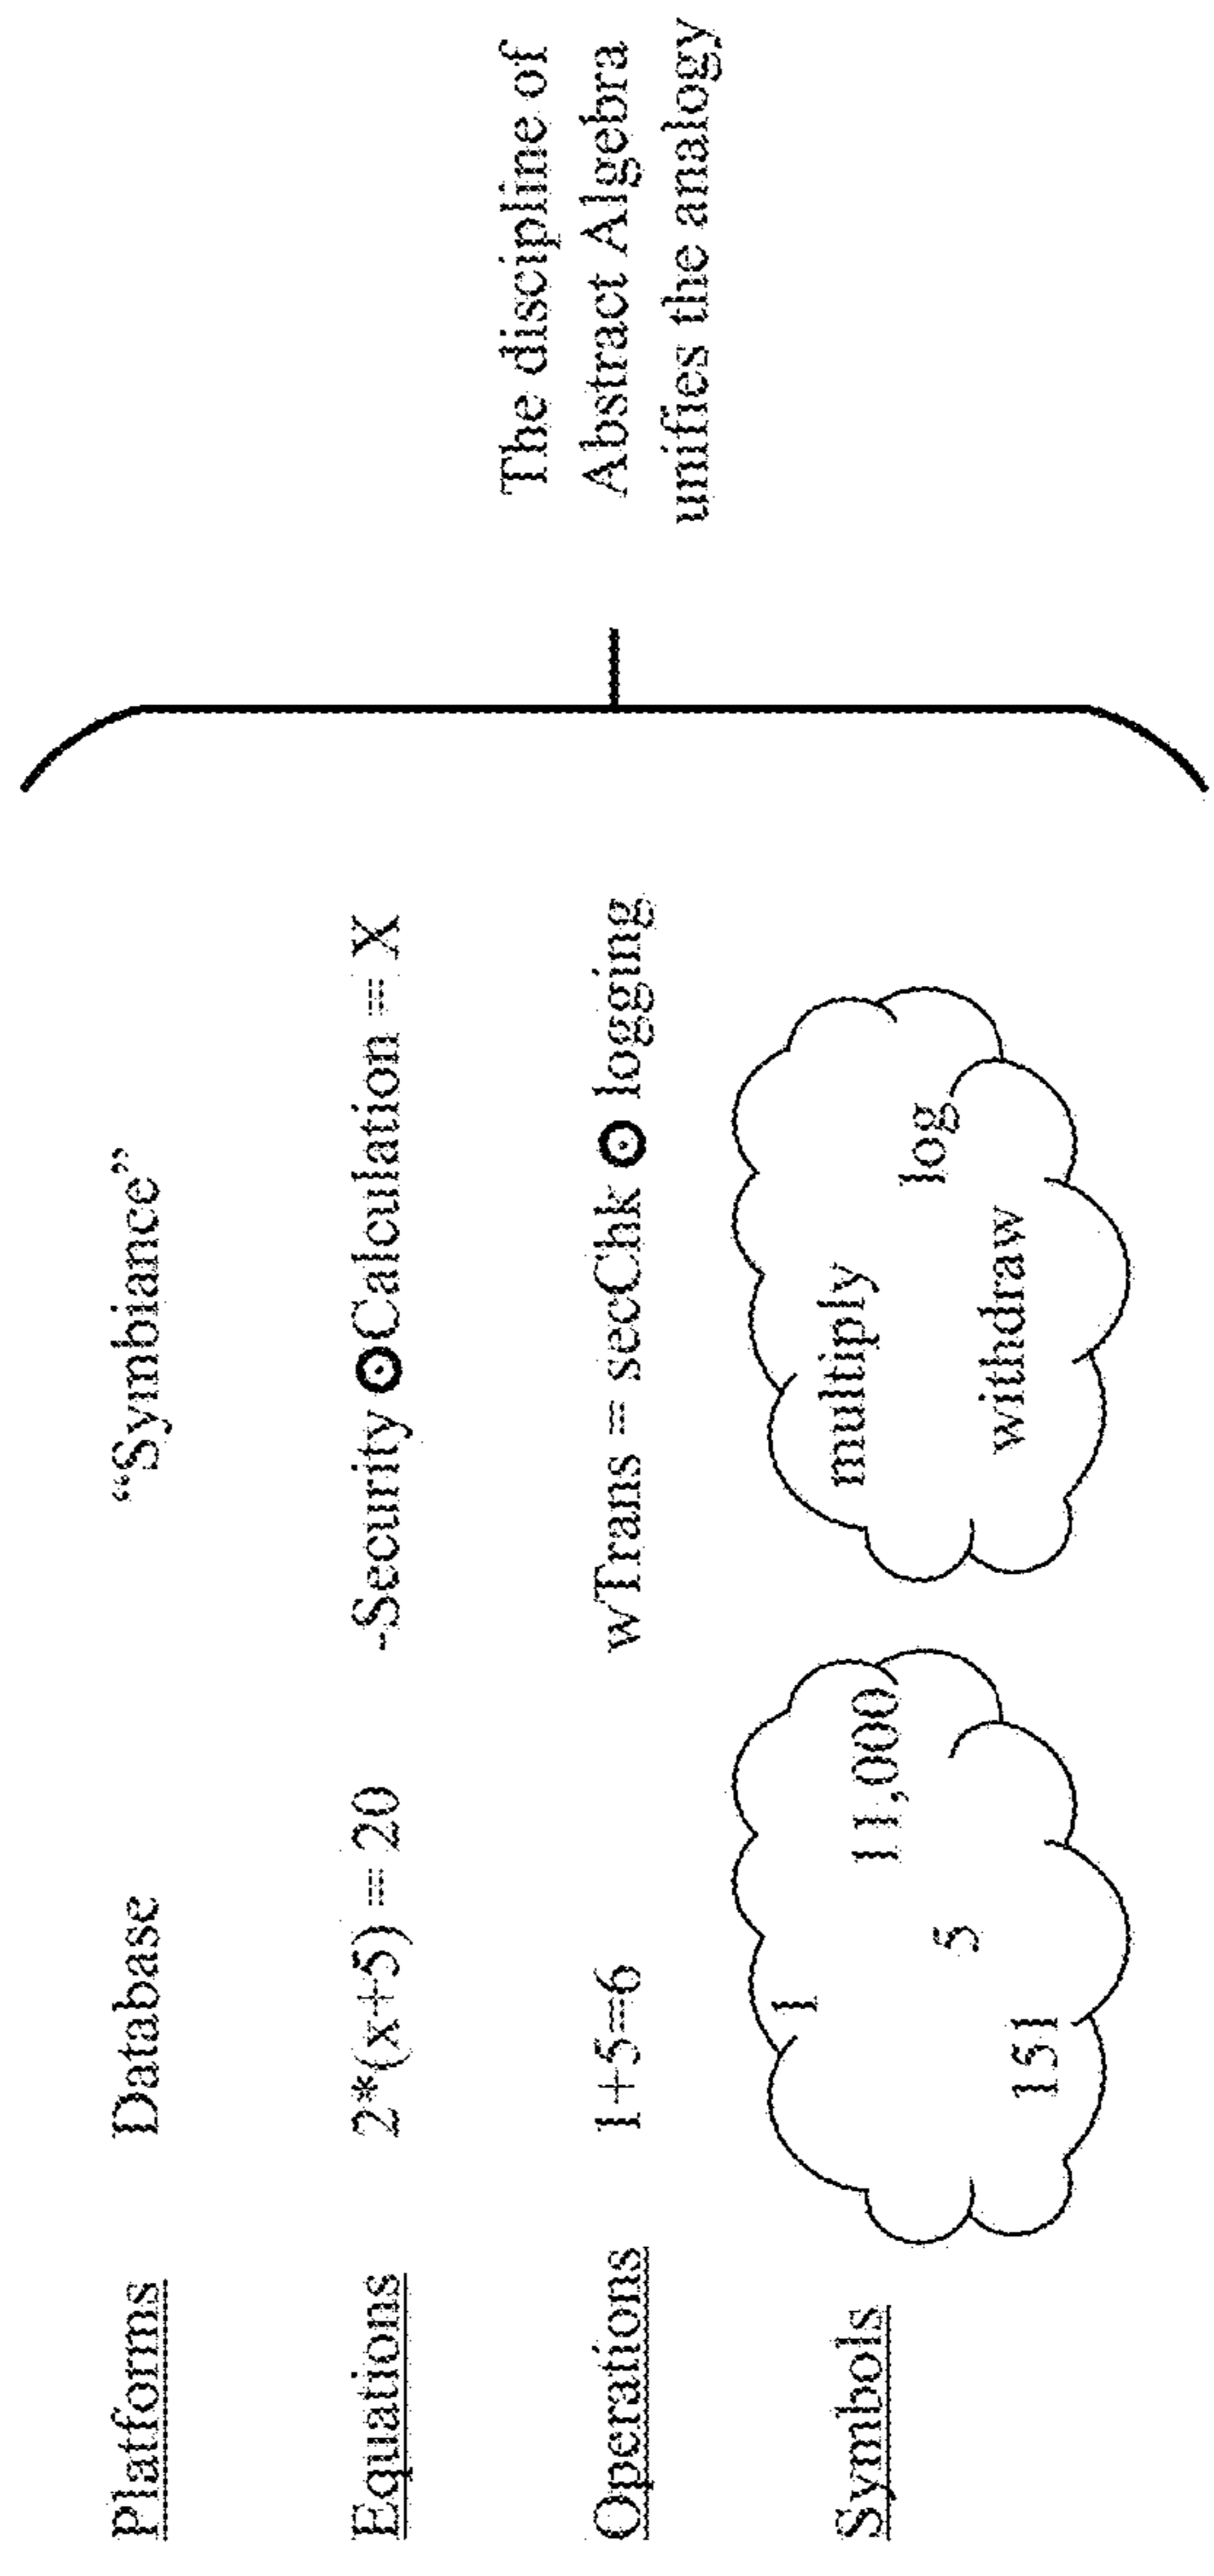 Platforms Database “Symbiance”
Equations 2*(x+5) = 20 -Security ⊙Calculation = X
Operations 1+5=6 wTrans = secChk ⊙ logging
Symbols
1
11,000
5
151
multiply
log
withdraw
The discipline of
Abstract Algebra
unifies the analogy